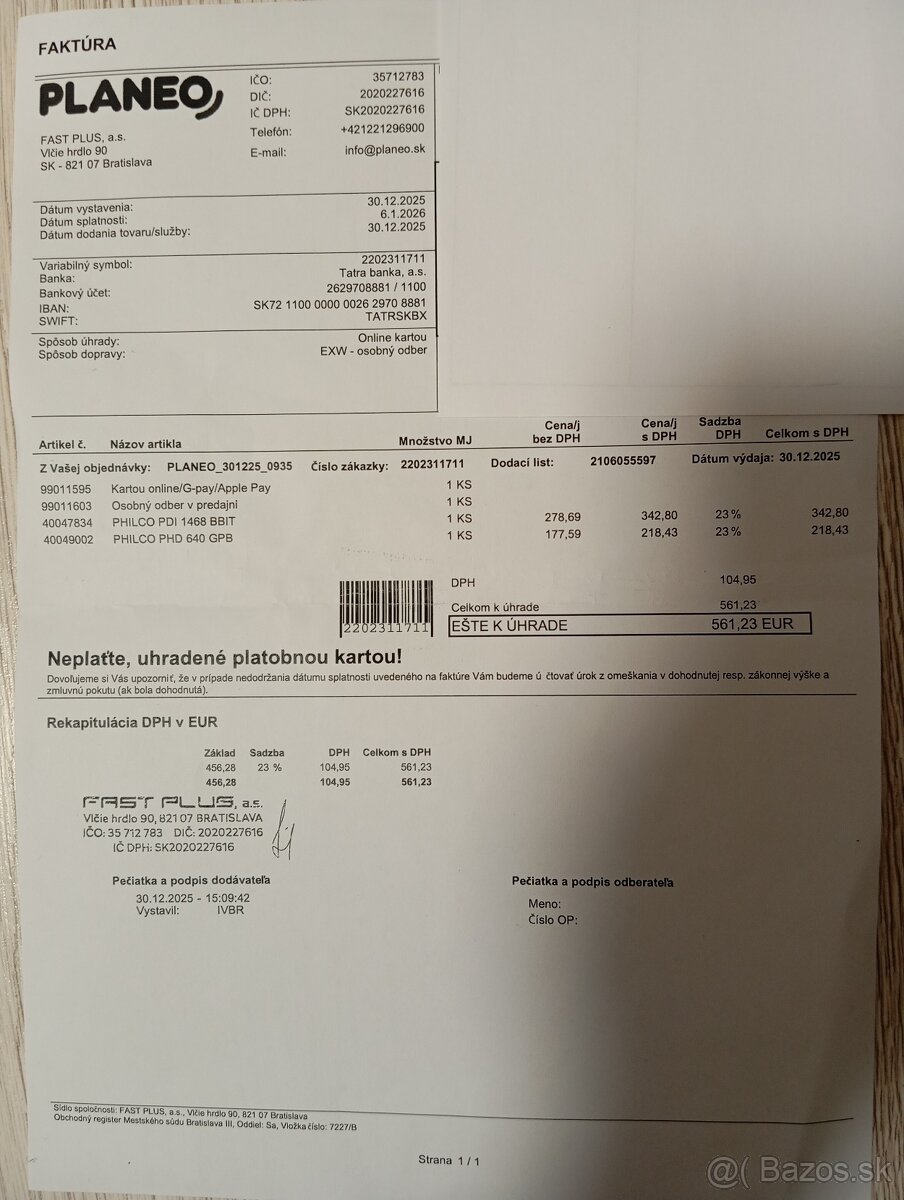 FAKTÚRA
PLANEO
FAST PLUS, a.s.
Vlčie hrdlo 90
SK - 821 07 Bratislava
IČO: 35712783
DIČ: 2020227616
IČ DPH: SK2020227616
Telefón: +421221296900
E-mail: info@planeo.sk
Dátum vystavenia: 30.12.2025
Dátum splatnosti: 6.1.2026
Dátum dodania tovaru/služby: 30.12.2025
Variabilný symbol: 2202311711
Banka: Tatra banka, a.s.
Bankový účet: 2629708881 / 1100
IBAN: SK72 1100 0000 0026 2970 8881
SWIFT: TATRSKBX
Spôsob úhrady: Online kartou
Spôsob dopravy: EXW - osobný odber
Artikel č. Názov artikla Množstvo MJ Cena/j bez DPH Cena/j s DPH Sadzba DPH Celkom s DPH
Z Vašej objednávky: PLANEO_301225_0935 Číslo zákazky: 2202311711 Dodací list: 2106055597 Dátum výdaja: 30.12.2025
99011595 Kartou online/G-pay/Apple Pay 1 KS
99011603 Osobný odber v predajni 1 KS
40047834 PHILCO PDI 1468 BBIT 1 KS 278,69 342,80 23 % 342,80
40049002 PHILCO PHD 640 GPB 1 KS 177,59 218,43 23 % 218,43
DPH 104,95
Celkom k úhrade 561,23
EŠTE K ÚHRADE 561,23 EUR
2202311711
Neplaťte, uhradené platobnou kartou!
Dovoľujeme si Vás upozorniť, že v prípade nedodržania dátumu splatnosti uvedeného na faktúre Vám budeme ú čtovať úrok z omeškania v dohodnutej resp. zákonnej výške a
zmluvnú pokutu (ak bola dohodnutá).
Rekapitulácia DPH v EUR
Základ Sadzba DPH Celkom s DPH
456,28 23 % 104,95 561,23
456,28 104,95 561,23
FAST PLUS, a.s.
Vlčie hrdlo 90, 821 07 BRATISLAVA
IČO: 35 712 783 DIČ: 2020227616
IČ DPH: SK2020227616
Pečiatka a podpis dodávateľa
30.12.2025 - 15:09:42
Vystavil: IVBR
Pečiatka a podpis odberateľa
Meno:
Číslo OP:
Sídlo spoločnosti: FAST PLUS, a.s., Vlčie hrdlo 90, 821 07 Bratislava
Obchodný register Mestského súdu Bratislava III, Oddiel: Sa, Vložka číslo: 7227/B
Strana 1 / 1
@( Bazos.sk